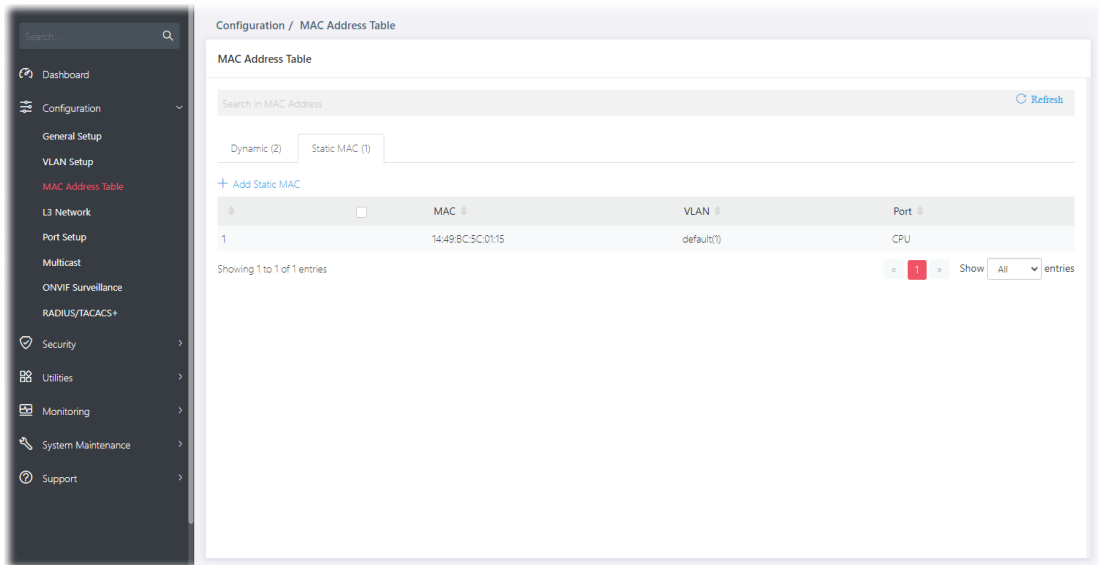 Search...
Dashboard
Configuration
General Setup
VLAN Setup
MAC Address Table
L3 Network
Port Setup
Multicast
ONVIF Surveillance
RADIUS/TACACS+
Security
Utilities
Monitoring
System Maintenance
Support
Configuration / MAC Address Table
MAC Address Table
Search in MAC Address
Refresh
Dynamic (2) Static MAC (1)
+ Add Static MAC
MAC VLAN Port
1 14:49:BC:5C:01:15 default(1) CPU
Showing 1 to 1 of 1 entries « 1 » Show All entries